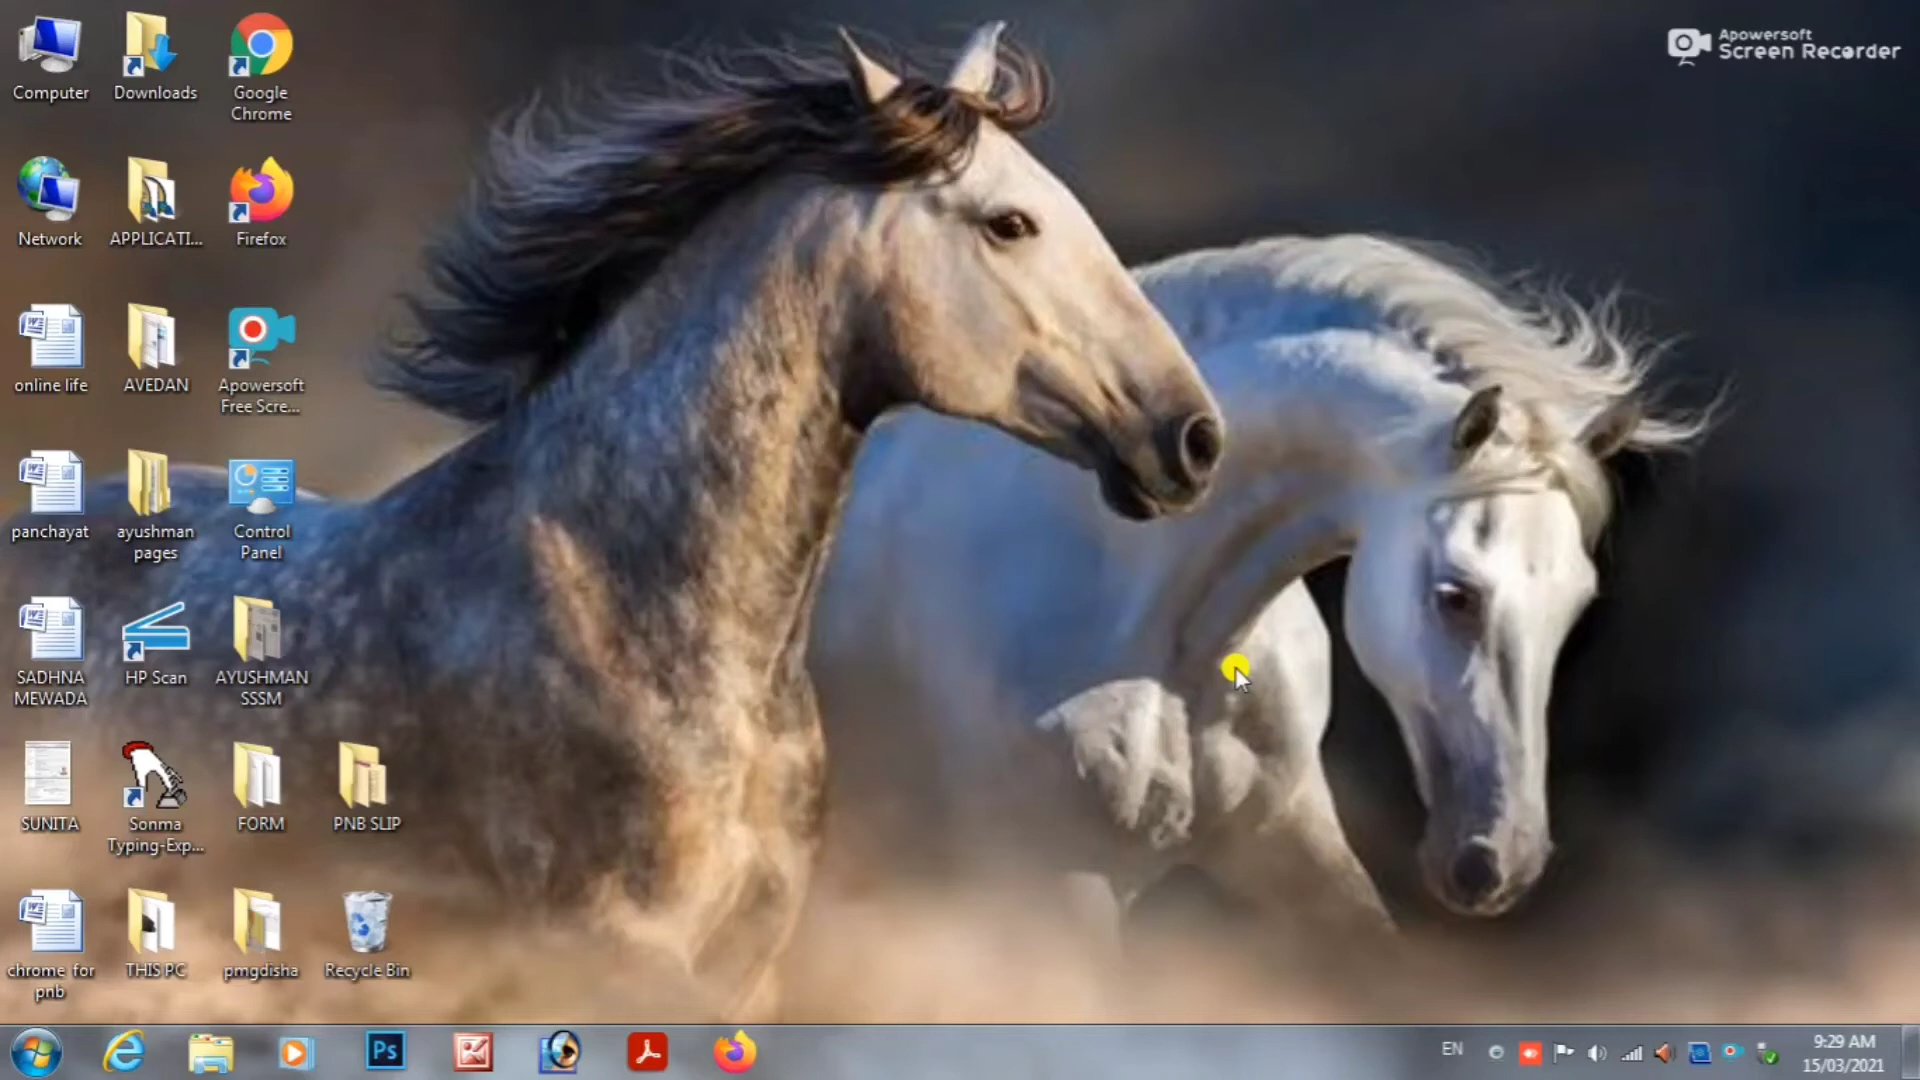 Apowersoft
Screen Recorder
Computer
Downloads
Google
Chrome
Network
APPLICATI...
Firefox
online life
AVEDAN
Apowersoft
Free Scre...
panchayat
ayushman
pages
Control
Panel
SADHNA
MEWADA
HP Scan
AYUSHMAN
SSSM
SUNITA
Sonma
Typing-Exp...
FORM
PNB SLIP
chrome for
pnb
THIS PC
pmgdisha
Recycle Bin
Ps
EN
9:29 AM
15/03/2021